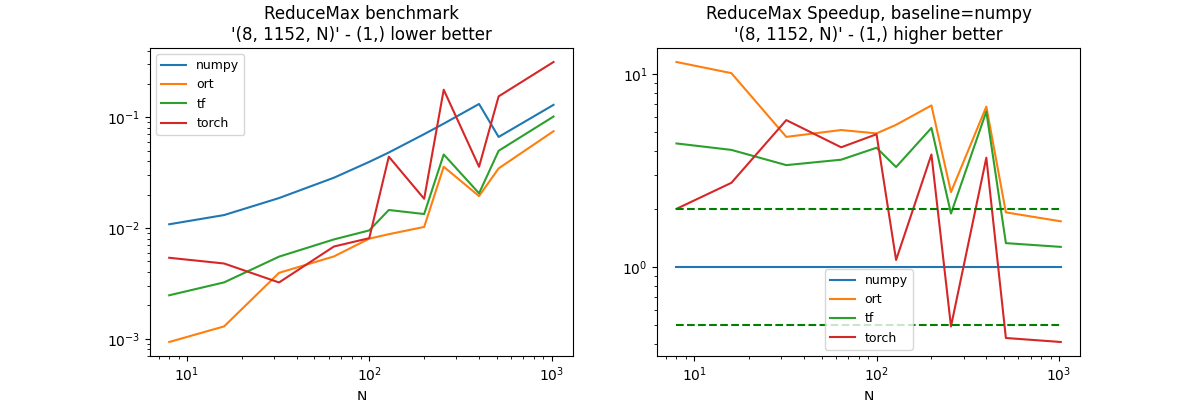 ReduceMax benchmark
'(8, 1152, N)' - (1,) lower better
numpy
ort
tf
torch
10⁻¹
10⁻²
10⁻³
10¹
10²
10³
N
ReduceMax Speedup, baseline=numpy
'(8, 1152, N)' - (1,) higher better
10¹
10⁰
numpy
ort
tf
torch
10¹
10²
10³
N